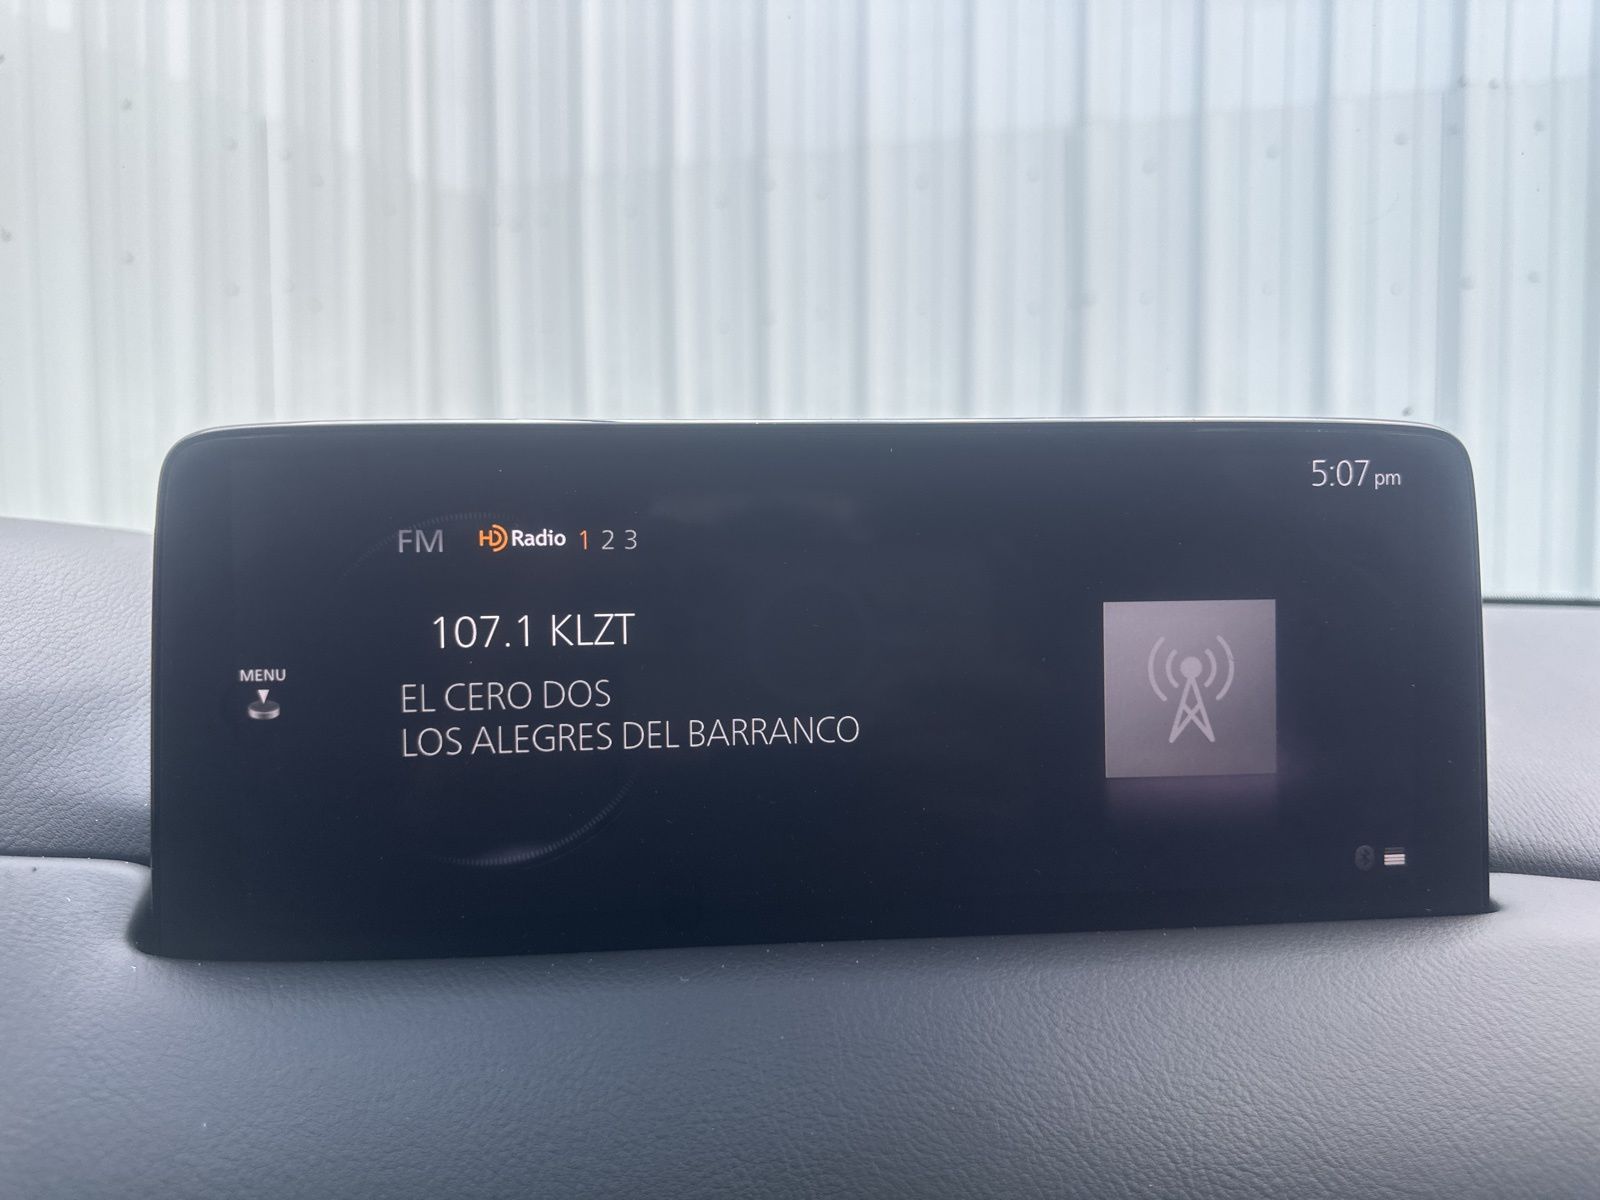 5:07 pm
FM HD Radio 1 2 3
107.1 KLZT
MENU
EL CERO DOS
LOS ALEGRES DEL BARRANCO